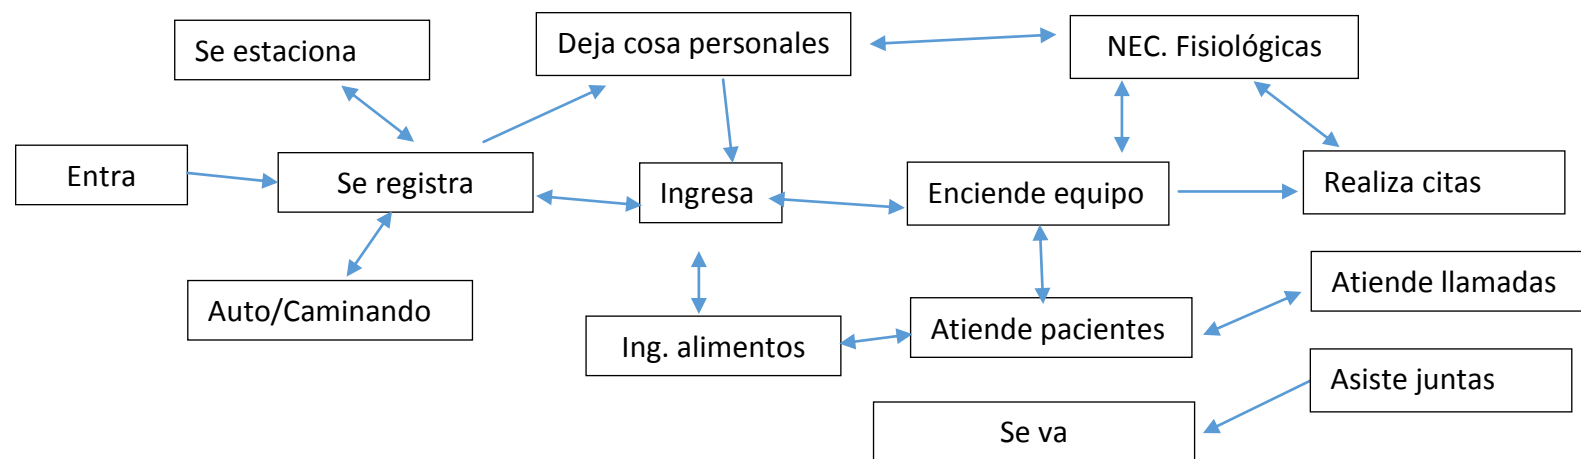 Se estaciona
Deja cosa personales
NEC. Fisiológicas
Entra
Se registra
Ingresa
Enciende equipo
Realiza citas
Auto/Caminando
Ing. alimentos
Atiende pacientes
Atiende llamadas
Asiste juntas
Se va